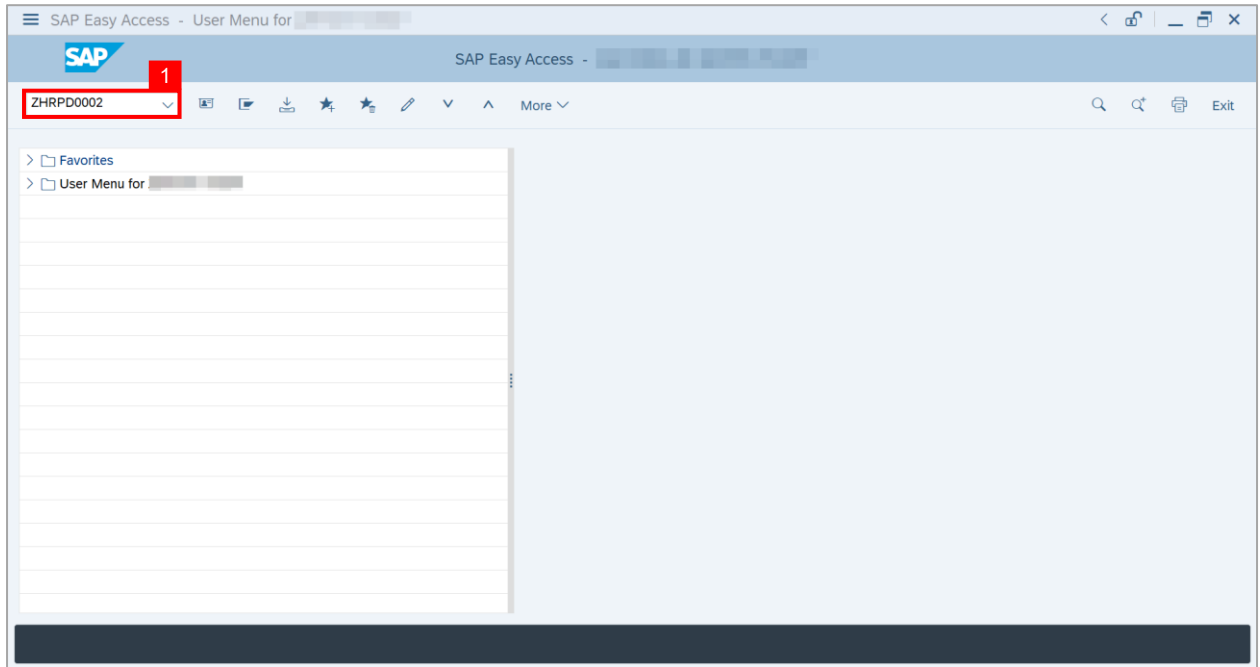 SAP Easy Access - User Menu for
SAP
SAP Easy Access -
1
ZHRPD0002
More
Exit
Favorites
User Menu for